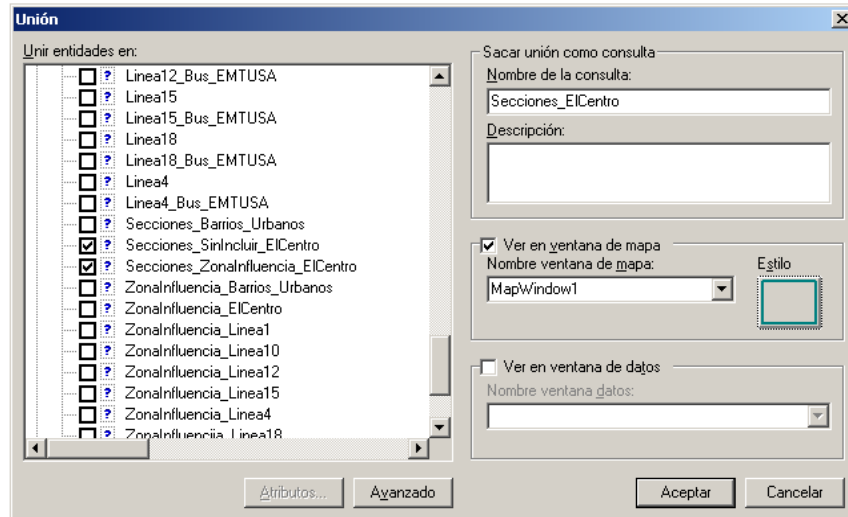 Unión
Unir entidades en:
Linea12_Bus_EMTUSA
Linea15
Linea15_Bus_EMTUSA
Linea18
Linea18_Bus_EMTUSA
Linea4
Linea4_Bus_EMTUSA
Secciones_Barrios_Urbanos
Secciones_SinIncluir_ElCentro
Secciones_ZonaInfluencia_ElCentro
ZonaInfluencia_Barrios_Urbanos
ZonaInfluencia_ElCentro
ZonaInfluencia_Linea1
ZonaInfluencia_Linea10
ZonaInfluencia_Linea12
ZonaInfluencia_Linea15
ZonaInfluencia_Linea4
ZonaInfluenciia_Linea18
Atributos...
Avanzado
Sacar unión como consulta
Nombre de la consulta:
Secciones_ElCentro
Descripción:
Ver en ventana de mapa
Nombre ventana de mapa:
Estilo
MapWindow1
Ver en ventana de datos
Nombre ventana datos:
Aceptar
Cancelar